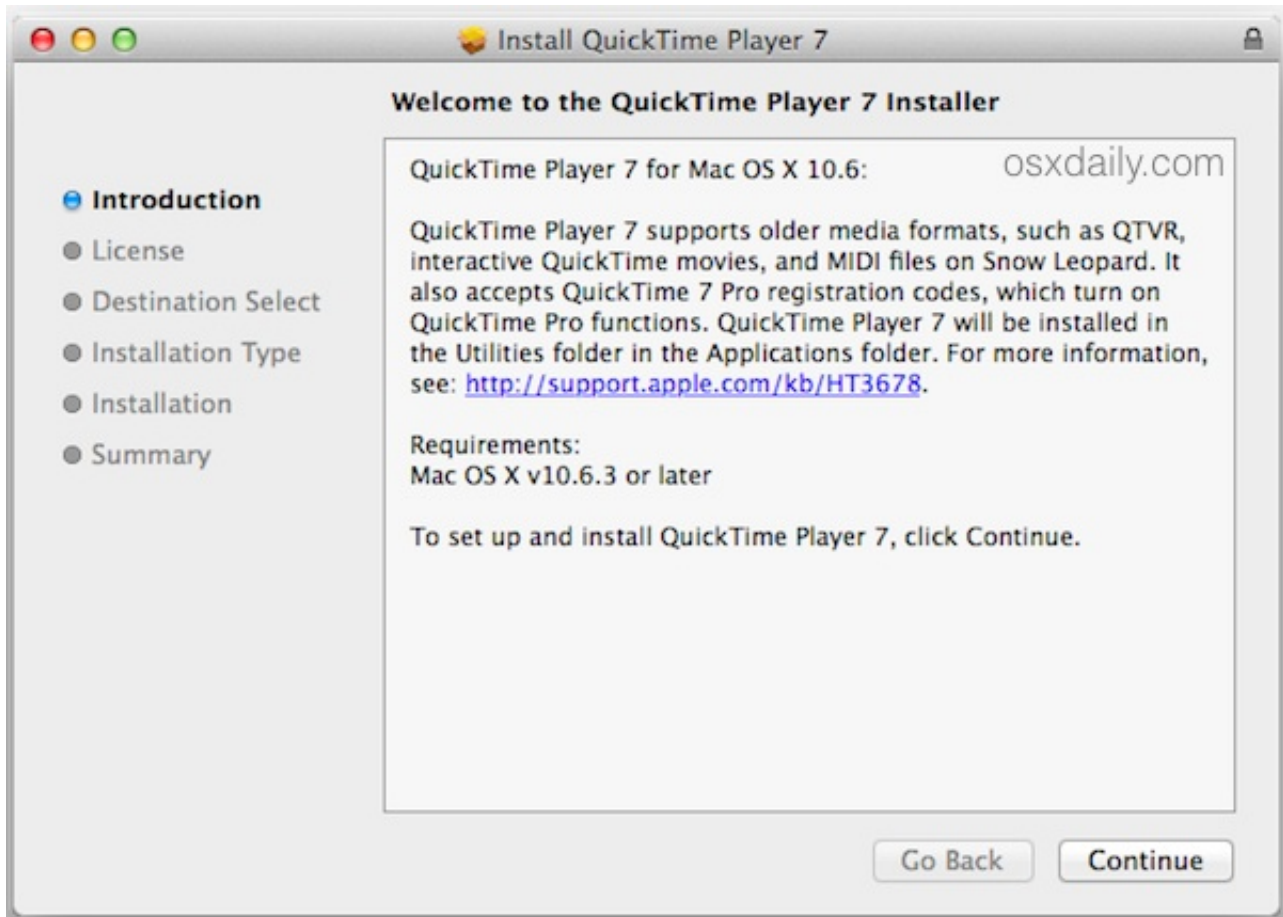 Install QuickTime Player 7
Welcome to the QuickTime Player 7 Installer
Introduction
License
Destination Select
Installation Type
Installation
Summary
osxdaily.com
QuickTime Player 7 for Mac OS X 10.6:
QuickTime Player 7 supports older media formats, such as QTVR,
interactive QuickTime movies, and MIDI files on Snow Leopard. It
also accepts QuickTime 7 Pro registration codes, which turn on
QuickTime Pro functions. QuickTime Player 7 will be installed in
the Utilities folder in the Applications folder. For more information,
see: http://support.apple.com/kb/HT3678.
Requirements:
Mac OS X v10.6.3 or later
To set up and install QuickTime Player 7, click Continue.
Go Back
Continue